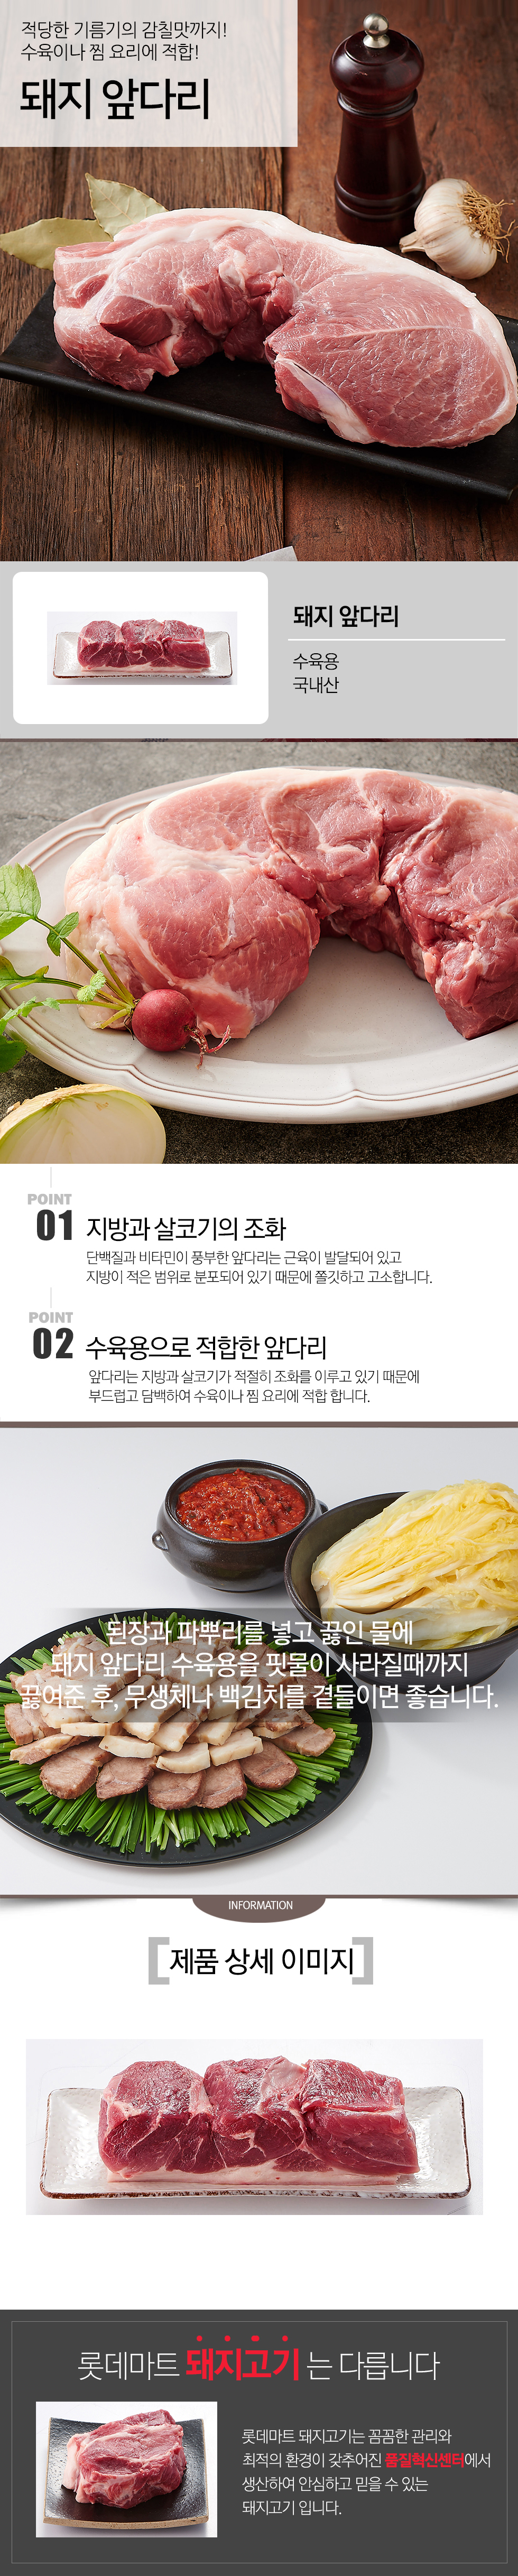 적당한 기름기의 감칠맛까지!
수육이나 찜 요리에 적합!
돼지 앞다리
돼지 앞다리
수육용
국내산
POINT
01 지방과 살코기의 조화
단백질과 비타민이 풍부한 앞다리는 근육이 발달되어 있고
지방이 적은 범위로 분포되어 있기 때문에 쫄깃하고 고소합니다.
POINT
02 수육용으로 적합한 앞다리
앞다리는 지방과 살코기가 적절히 조화를 이루고 있기 때문에
부드럽고 담백하여 수육이나 찜 요리에 적합 합니다.
된장과 파뿌리를 넣고 끓인 물에
돼지 앞다리 수육용을 핏물이 사라질때까지
끓여준 후, 무생체나 백김치를 곁들이면 좋습니다.
INFORMATION
[제품 상세 이미지]
롯데마트 돼지고기는 다릅니다
롯데마트 돼지고기는 꼼꼼한 관리와
최적의 환경이 갖추어진 품질혁신센터에서
생산하여 안심하고 믿을 수 있는
돼지고기 입니다.